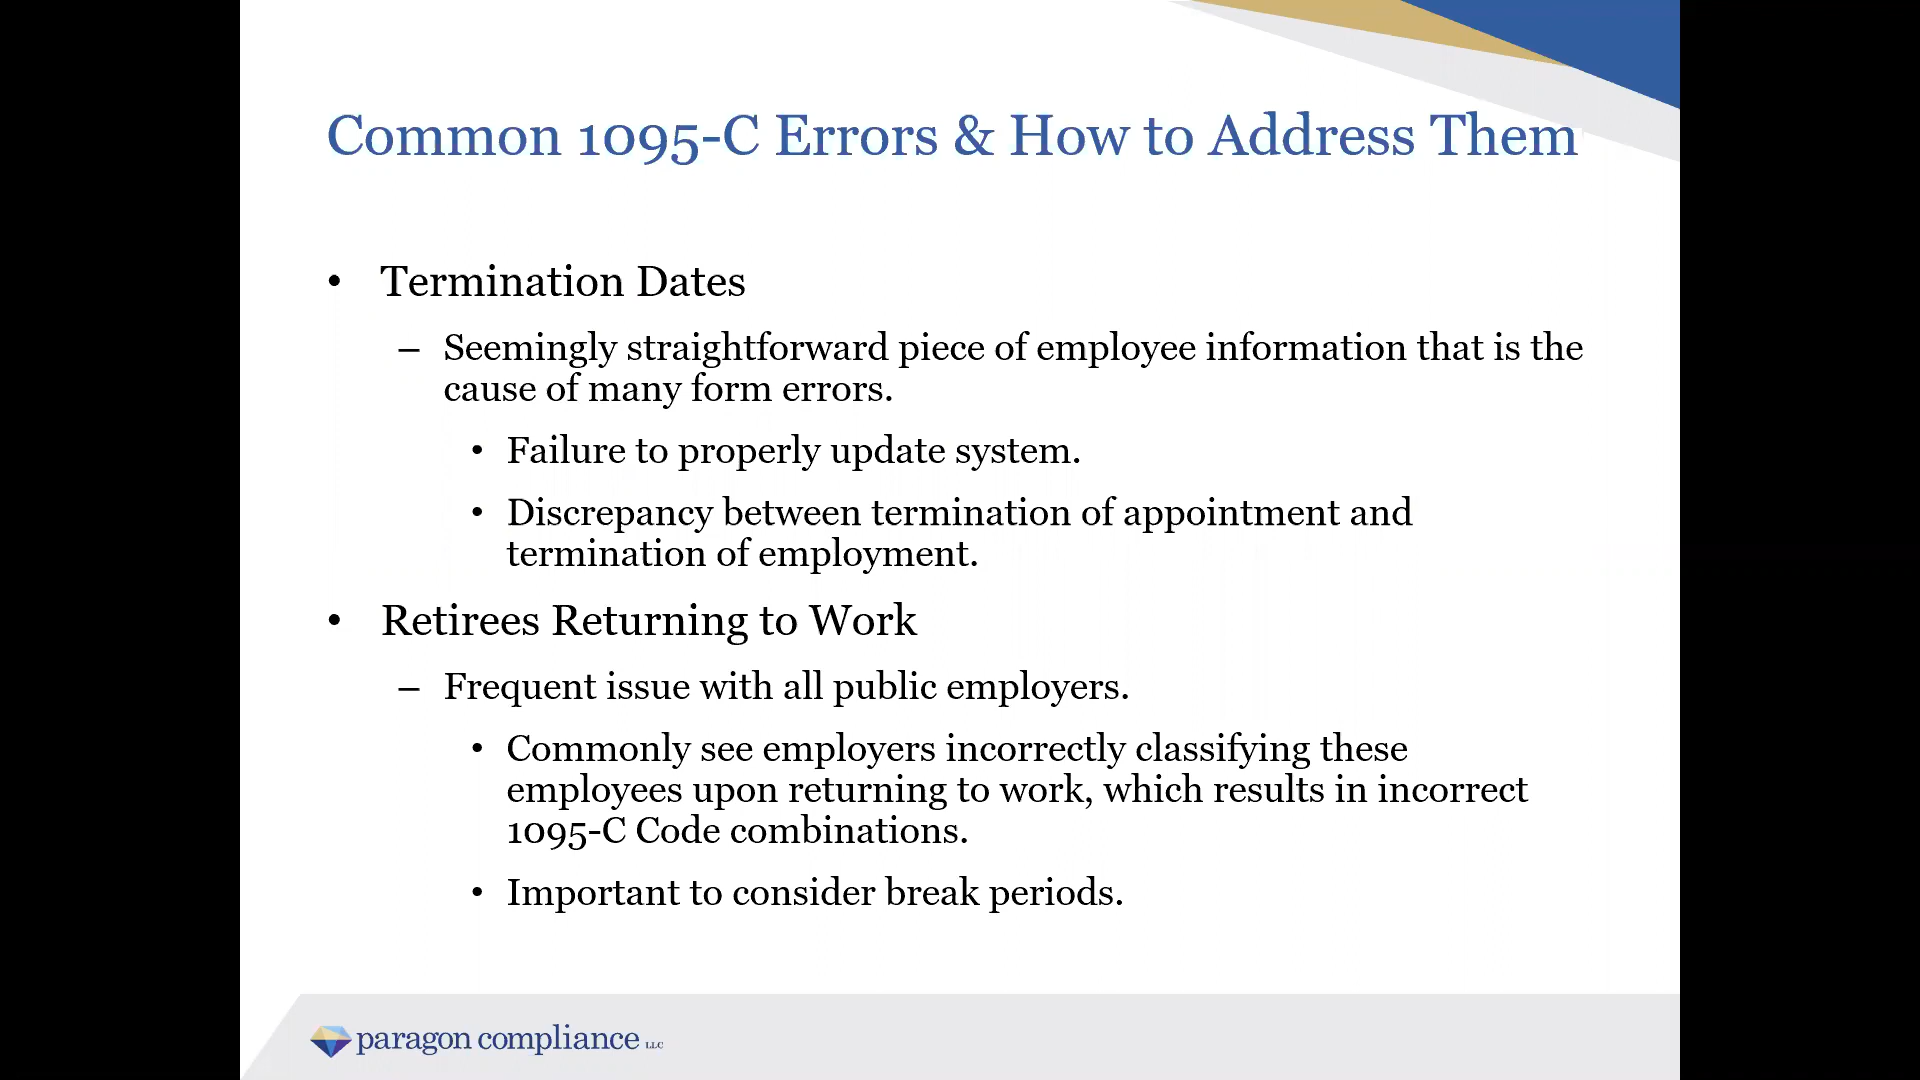 Common 1095-C Errors & How to Address Them
• Termination Dates
– Seemingly straightforward piece of employee information that is the
cause of many form errors.
• Failure to properly update system.
• Discrepancy between termination of appointment and
termination of employment.
• Retirees Returning to Work
– Frequent issue with all public employers.
• Commonly see employers incorrectly classifying these
employees upon returning to work, which results in incorrect
1095-C Code combinations.
• Important to consider break periods.
paragon compliance LLC